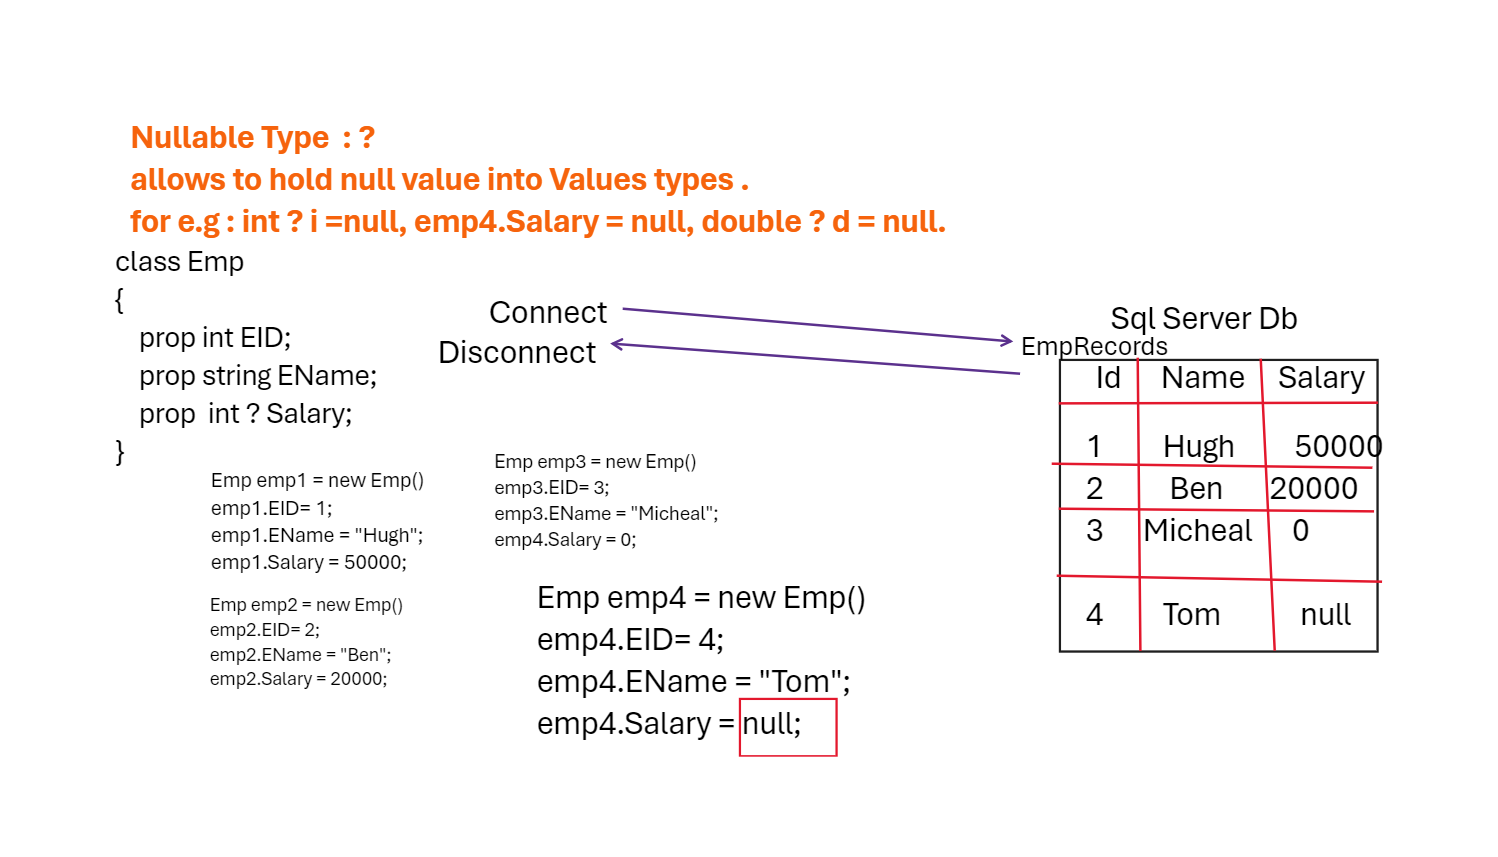 Nullable Type : ?
allows to hold null value into Values types .
for e.g : int ? i =null, emp4.Salary = null, double ? d = null.
class Emp
{
prop int EID;
prop string EName;
prop int ? Salary;
}
Connect
Disconnect
Sql Server Db
EmpRecords
Id Name Salary
1 Hugh 50000
2 Ben 20000
3 Micheal 0
4 Tom null
Emp emp1 = new Emp()
emp1.EID= 1;
emp1.EName = "Hugh";
emp1.Salary = 50000;
Emp emp2 = new Emp()
emp2.EID= 2;
emp2.EName = "Ben";
emp2.Salary = 20000;
Emp emp3 = new Emp()
emp3.EID= 3;
emp3.EName = "Micheal";
emp4.Salary = 0;
Emp emp4 = new Emp()
emp4.EID= 4;
emp4.EName = "Tom";
emp4.Salary = null;